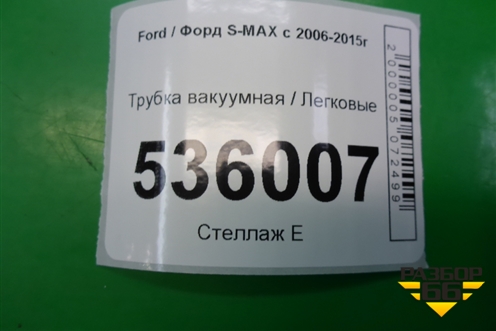 Ford / Форд S-MAX с 2006-2015г
Трубка вакуумная / Легковые
536007
Стеллаж Е
2000005072499
РАЗБОР
66